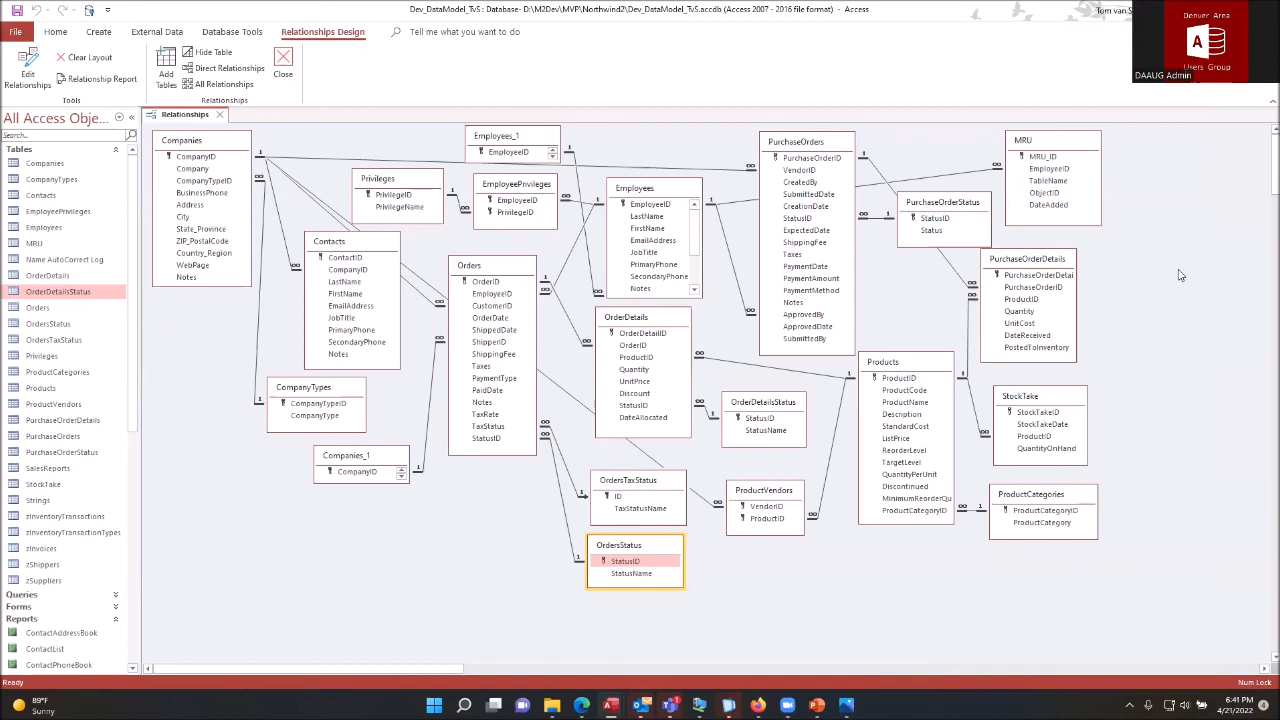 Dev_DataModel_TvS : Database- D:\M2Dev\MVP\Northwind2\Dev_DataModel_TvS.accdb (Access 2007 - 2016 file format) - Access
Tom van S
Denver Area
A
Users Group
DAAUG Admin
File
Home
Create
External Data
Database Tools
Relationships Design
Tell me what you want to do
Edit
Relationships
Clear Layout
Relationship Report
Tools
Add
Tables
Hide Table
Direct Relationships
All Relationships
Relationships
Close
All Access Obje...
Search...
Tables
Companies
CompanyTypes
Contacts
EmployeePrivileges
Employees
MRU
Name AutoCorrect Log
OrderDetails
OrderDetailsStatus
Orders
OrdersStatus
OrdersTaxStatus
Privileges
ProductCategories
Products
ProductVendors
PurchaseOrderDetails
PurchaseOrders
PurchaseOrderStatus
SalesReports
StockTake
Strings
zInventoryTransactions
zInventoryTransactionTypes
zInvoices
zShippers
zSuppliers
Queries
Forms
Reports
ContactAddressBook
ContactList
ContactPhoneBook
Relationships
Companies
CompanyID
Company
CompanyTypeID
BusinessPhone
Address
City
State_Province
ZIP_PostalCode
Country_Region
WebPage
Notes
Contacts
ContactID
CompanyID
LastName
FirstName
EmailAddress
JobTitle
PrimaryPhone
SecondaryPhone
Notes
CompanyTypes
CompanyTypeID
CompanyType
Companies_1
CompanyID
Privileges
PrivilegeID
PrivilegeName
Employees_1
EmployeeID
EmployeePrivileges
EmployeeID
PrivilegeID
Orders
OrderID
EmployeeID
CustomerID
OrderDate
ShippedDate
ShipperID
ShippingFee
Taxes
PaymentType
PaidDate
Notes
TaxRate
TaxStatus
StatusID
Employees
EmployeeID
LastName
FirstName
EmailAddress
JobTitle
PrimaryPhone
SecondaryPhone
Notes
OrderDetails
OrderDetailID
OrderID
ProductID
Quantity
UnitPrice
Discount
StatusID
DateAllocated
OrdersTaxStatus
ID
TaxStatusName
OrdersStatus
StatusID
StatusName
OrderDetailsStatus
StatusID
StatusName
ProductVendors
VendorID
ProductID
PurchaseOrders
PurchaseOrderID
VendorID
CreatedBy
SubmittedDate
CreationDate
StatusID
ExpectedDate
ShippingFee
Taxes
PaymentDate
PaymentAmount
PaymentMethod
Notes
ApprovedBy
ApprovedDate
SubmittedBy
Products
ProductID
ProductCode
ProductName
Description
StandardCost
ListPrice
ReorderLevel
TargetLevel
QuantityPerUnit
Discontinued
MinimumReorderQu
ProductCategoryID
MRU
MRU_ID
EmployeeID
TableName
ObjectID
DateAdded
PurchaseOrderStatus
StatusID
Status
PurchaseOrderDetails
PurchaseOrderDetai
PurchaseOrderID
ProductID
Quantity
UnitCost
DateReceived
PostedToInventory
StockTake
StockTakeID
StockTakeDate
ProductID
QuantityOnHand
ProductCategories
ProductCategoryID
ProductCategory
Ready
Num Lock
89°F
Sunny
6:41 PM
4/21/2022